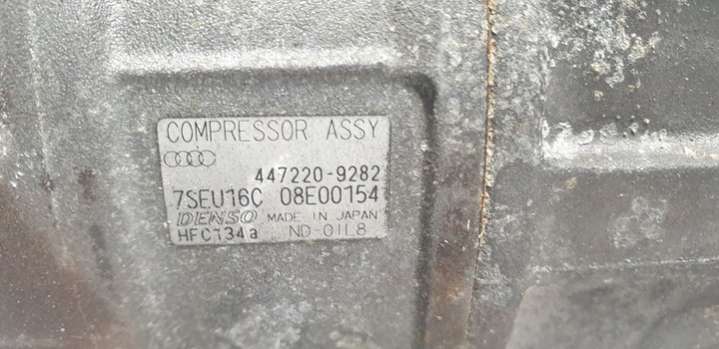 COMPRESSOR ASSY
447220-9282
7SEU16C 08E00154
DENSO MADE IN JAPAN
HFC134a ND-OIL8